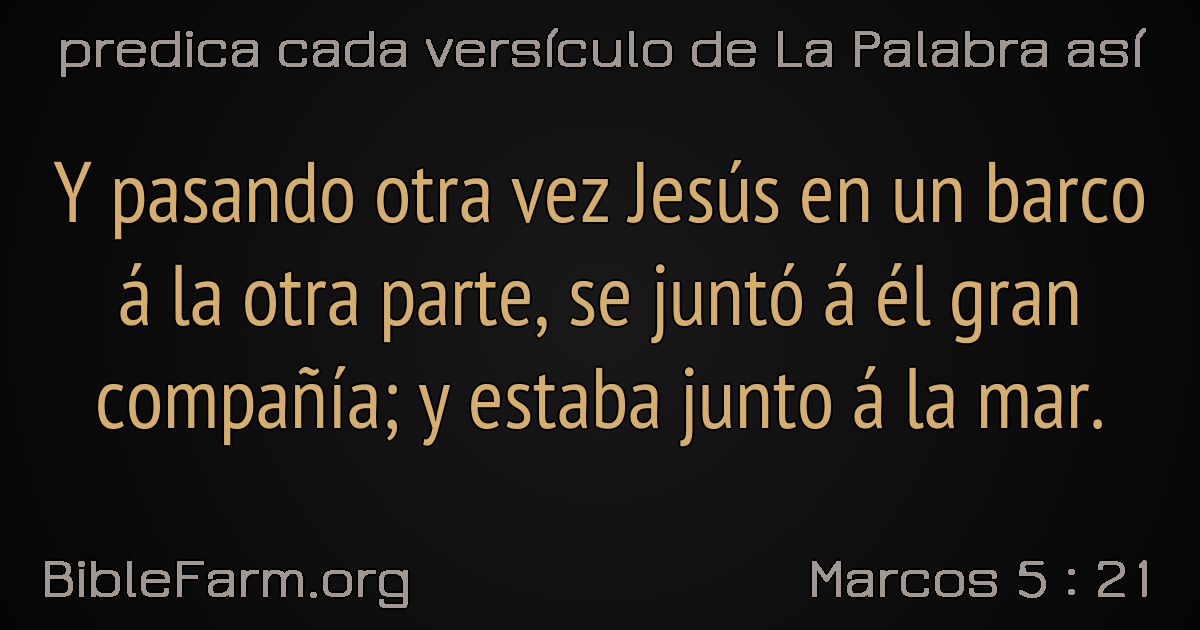 predica cada versículo de La Palabra así
Y pasando otra vez Jesús en un barco
á la otra parte, se juntó á él gran
compañía; y estaba junto á la mar.
BibleFarm.org
Marcos 5 : 21